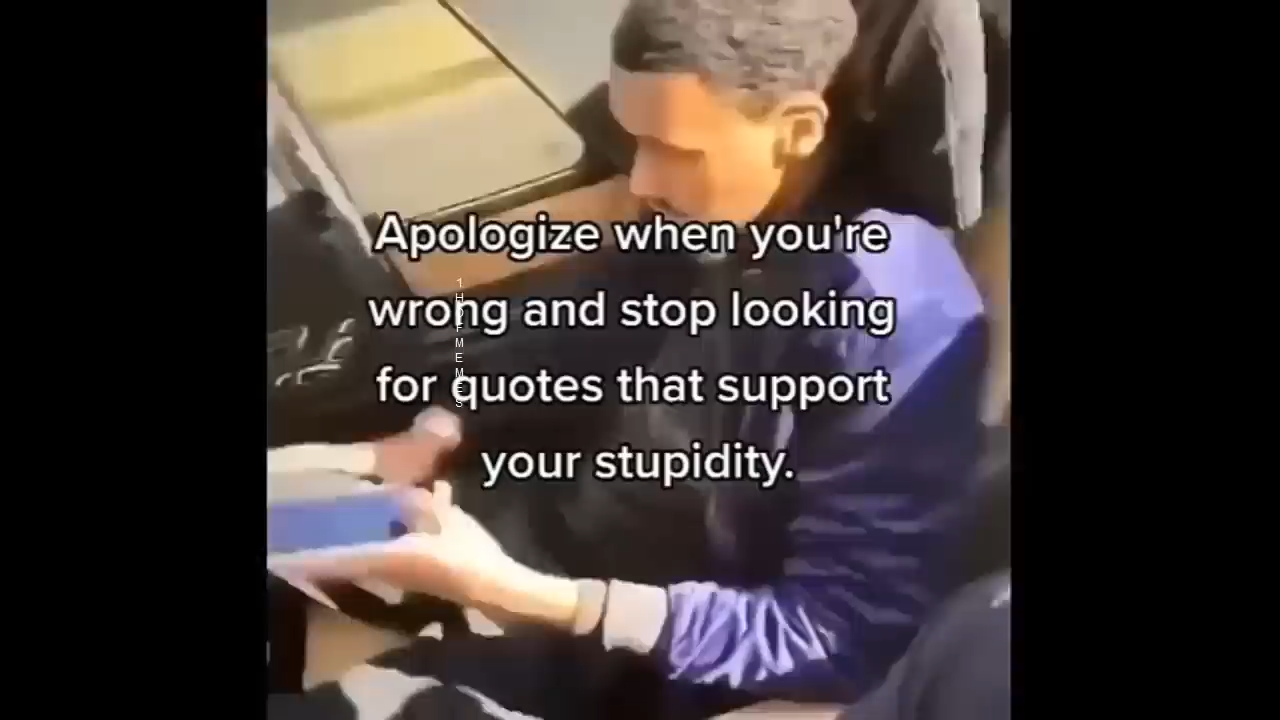 Apologize when you're
wrong and stop looking
for quotes that support
your stupidity.